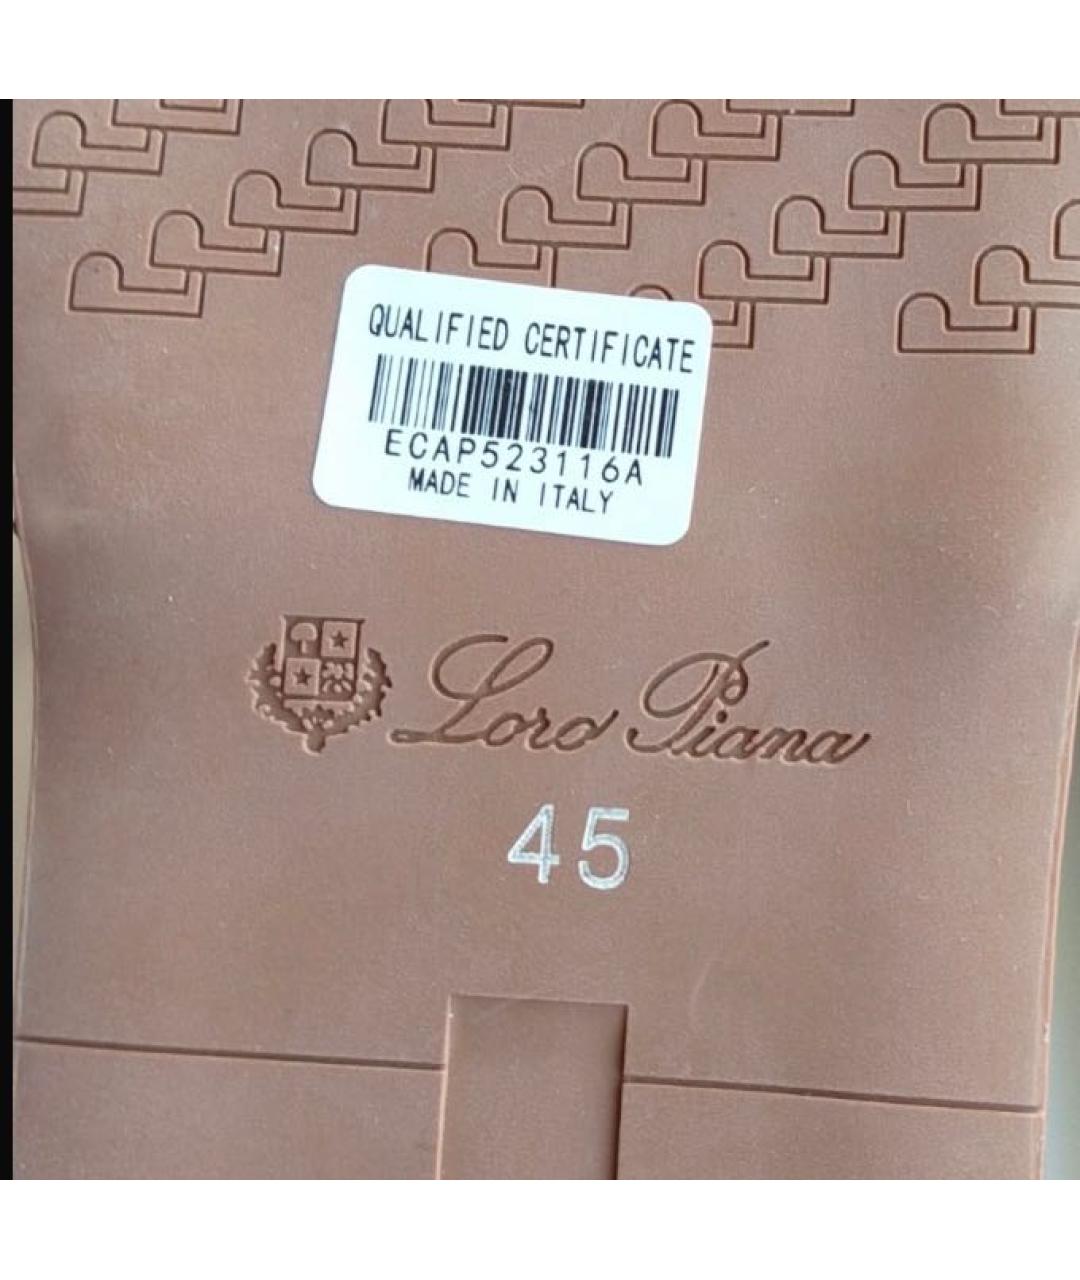 QUALIFIED CERTIFICATE
ECAP523116A
MADE IN ITALY
Loro Piana
45